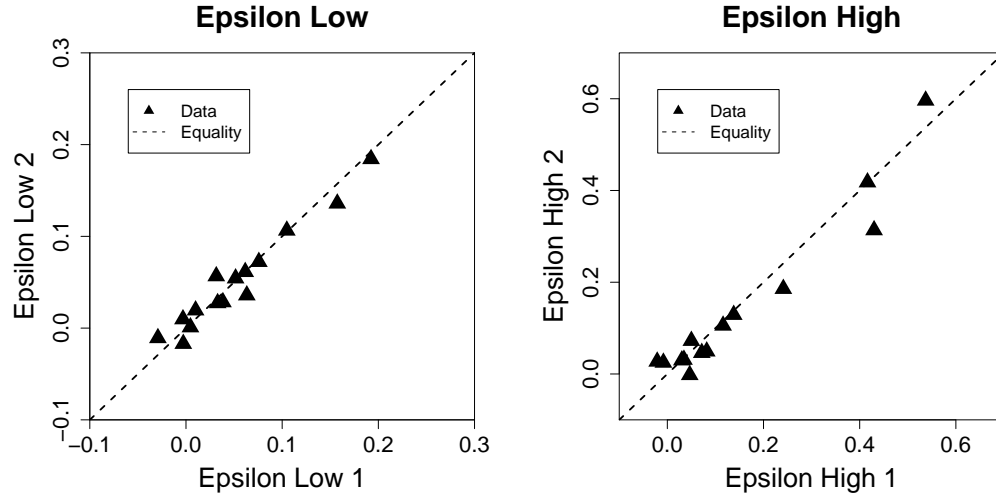 Epsilon Low
Epsilon Low 2
0.3
0.2
0.1
0.0
−0.1
Data
Equality
−0.1 0.0 0.1 0.2 0.3
Epsilon Low 1
Epsilon High
Epsilon High 2
0.6
0.4
0.2
0.0
Data
Equality
0.0 0.2 0.4 0.6
Epsilon High 1